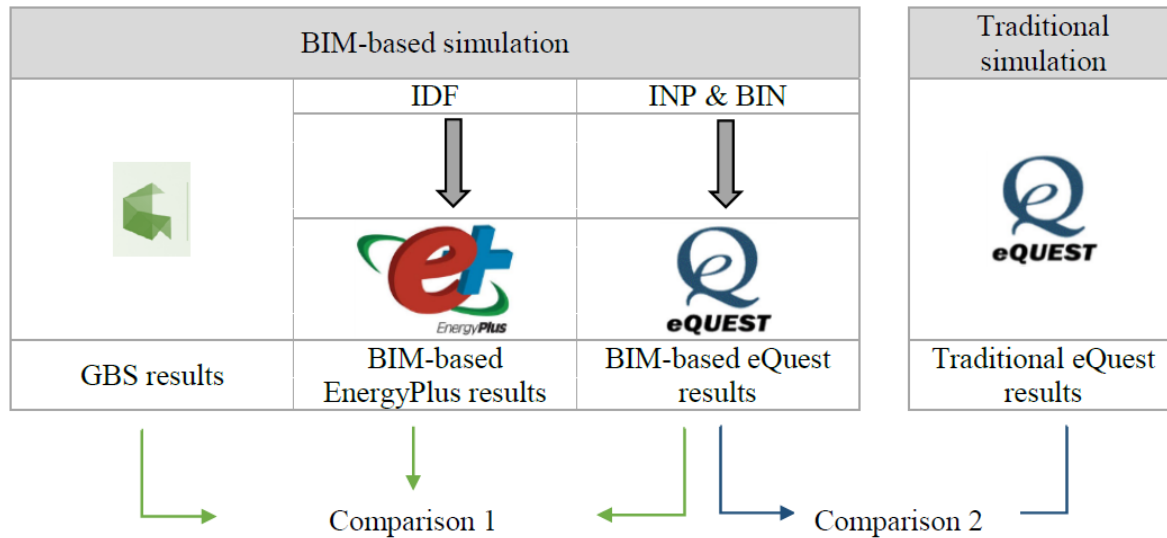 BIM-based simulation
Traditional
simulation
IDF
INP & BIN
EnergyPlus
eQUEST
eQUEST
GBS results
BIM-based
EnergyPlus results
BIM-based eQuest
results
Traditional eQuest
results
Comparison 1
Comparison 2